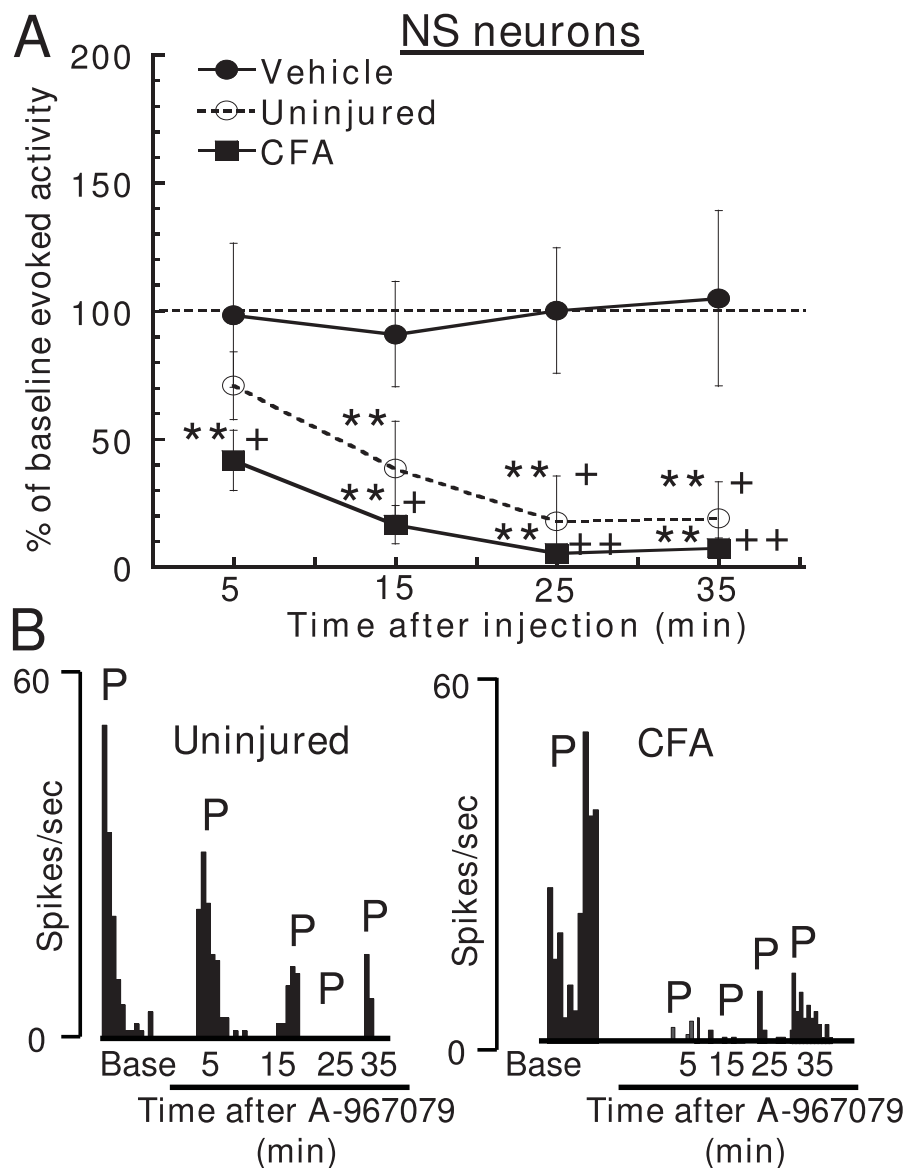 A
NS neurons
Vehicle
Uninjured
CFA
% of baseline evoked activity
200
150
100
50
0
**+
**
**+
** +
**++
** +
**++
5 15 25 35
Time after injection (min)
B
60
0
Spikes/sec
Uninjured
P
P
P
P
P
Base 5 15 25 35
Time after A-967079
(min)
60
0
Spikes/sec
CFA
P
P
P
P
P
Base 5 15 25 35
Time after A-967079
(min)